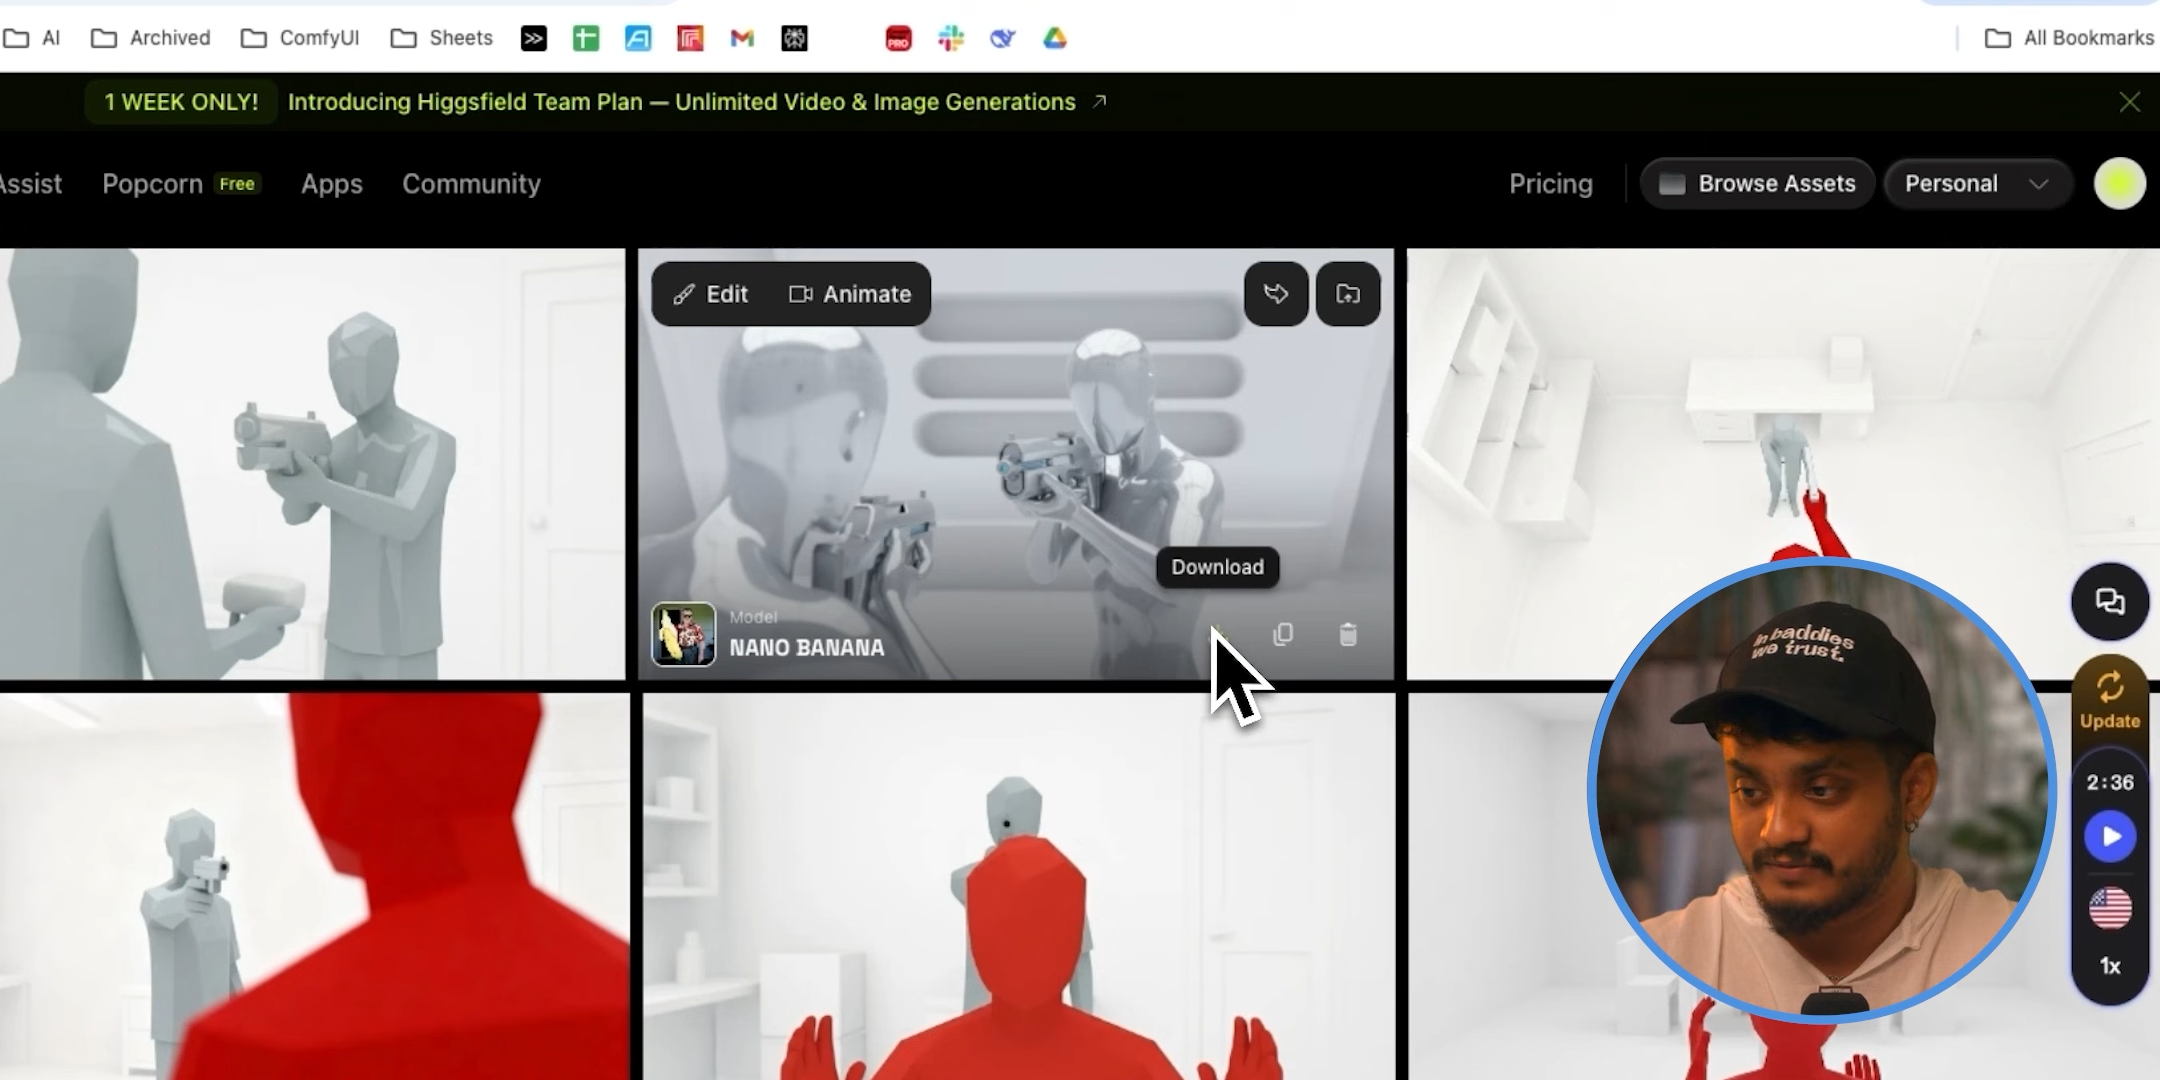 AI Archived ComfyUI Sheets PRO All Bookmarks
1 WEEK ONLY! Introducing Higgsfield Team Plan — Unlimited Video & Image Generations
Assist Popcorn Free Apps Community Pricing Browse Assets Personal
Edit Animate
Download
Model
NANO BANANA
in baddies
we trust.
Update
2:36
1x